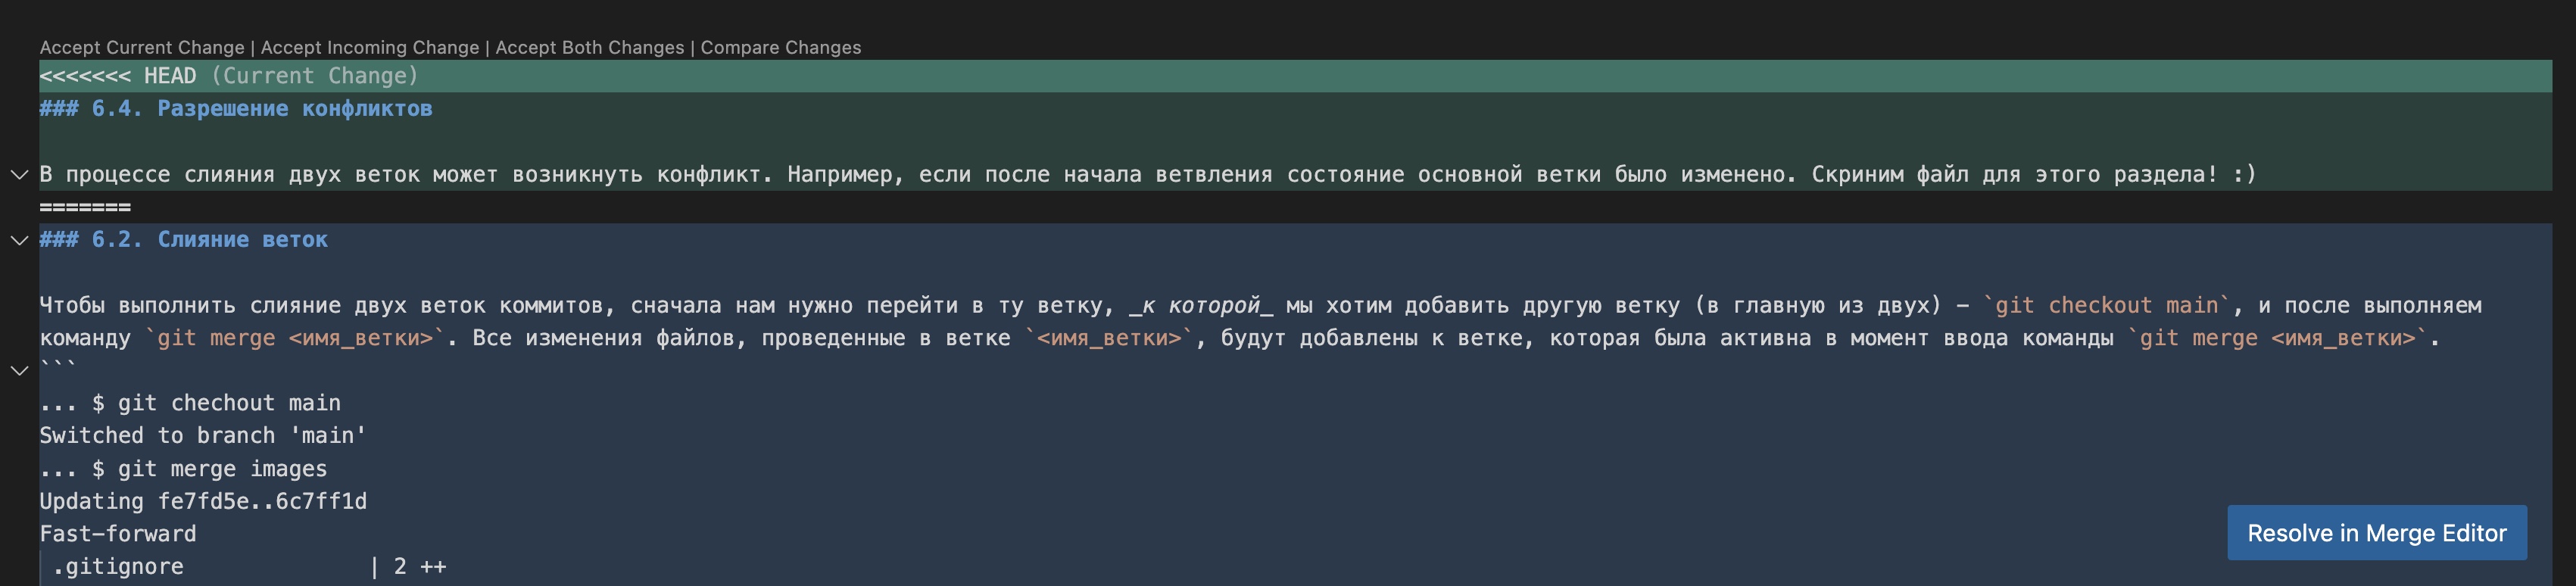 Accept Current Change | Accept Incoming Change | Accept Both Changes | Compare Changes
<<<<<<< HEAD (Current Change)
### 6.4. Разрешение конфликтов
В процессе слияния двух веток может возникнуть конфликт. Например, если после начала ветвления состояние основной ветки было изменено. Скриним файл для этого раздела! :)
=======
### 6.2. Слияние веток
Чтобы выполнить слияние двух веток коммитов, сначала нам нужно перейти в ту ветку, _к которой_ мы хотим добавить другую ветку (в главную из двух) - `git checkout main`, и после выполняем
команду `git merge <имя_ветки>`. Все изменения файлов, проведенные в ветке `<имя_ветки>`, будут добавлены к ветке, которая была активна в момент ввода команды `git merge <имя_ветки>`.
```
... $ git chechout main
Switched to branch 'main'
... $ git merge images
Updating fe7fd5e..6c7ff1d
Fast-forward
Resolve in Merge Editor
.gitignore | 2 ++